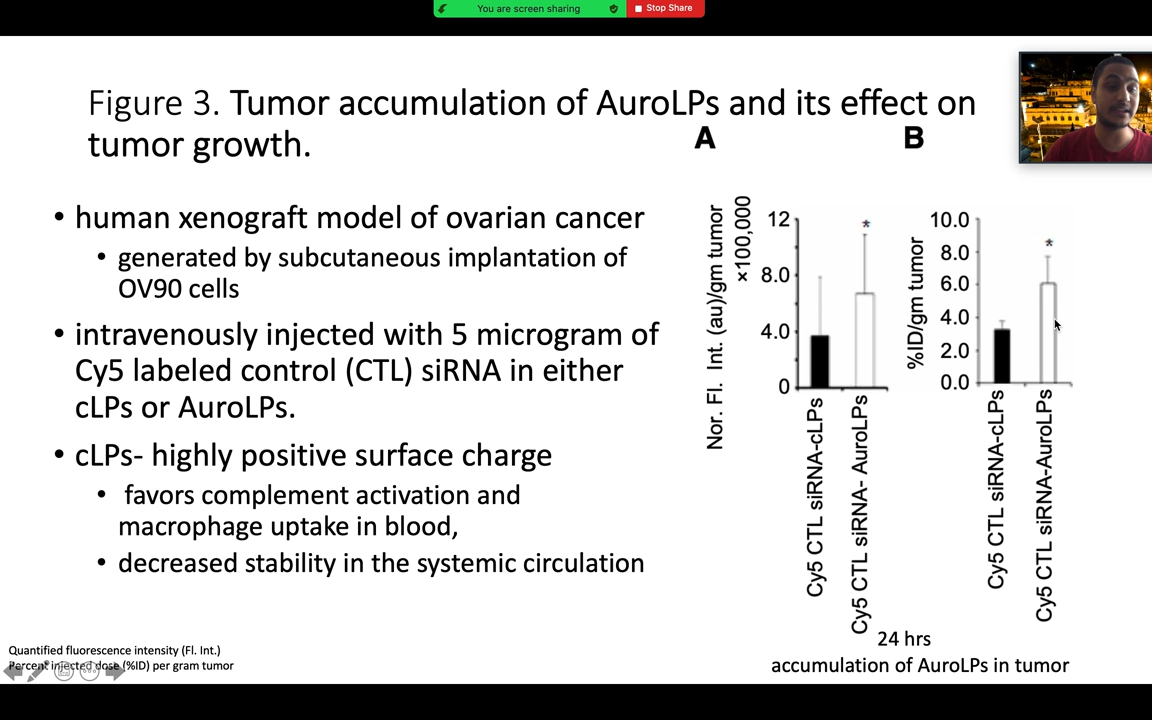 You are screen sharing
Stop Share
Figure 3. Tumor accumulation of AuroLPs and its effect on
tumor growth.
• human xenograft model of ovarian cancer
• generated by subcutaneous implantation of
OV90 cells
• intravenously injected with 5 microgram of
Cy5 labeled control (CTL) siRNA in either
cLPs or AuroLPs.
• cLPs- highly positive surface charge
• favors complement activation and
macrophage uptake in blood,
• decreased stability in the systemic circulation
A
Nor. Fl. Int. (au)/gm tumor
×100,000
12
8.0
4.0
0
*
Cy5 CTL siRNA-cLPs
Cy5 CTL siRNA- AuroLPs
B
%ID/gm tumor
10.0
8.0
6.0
4.0
2.0
0.0
*
Cy5 CTL siRNA-cLPs
Cy5 CTL siRNA-AuroLPs
24 hrs
accumulation of AuroLPs in tumor
Quantified fluorescence intensity (Fl. Int.)
Percent injected dose (%ID) per gram tumor